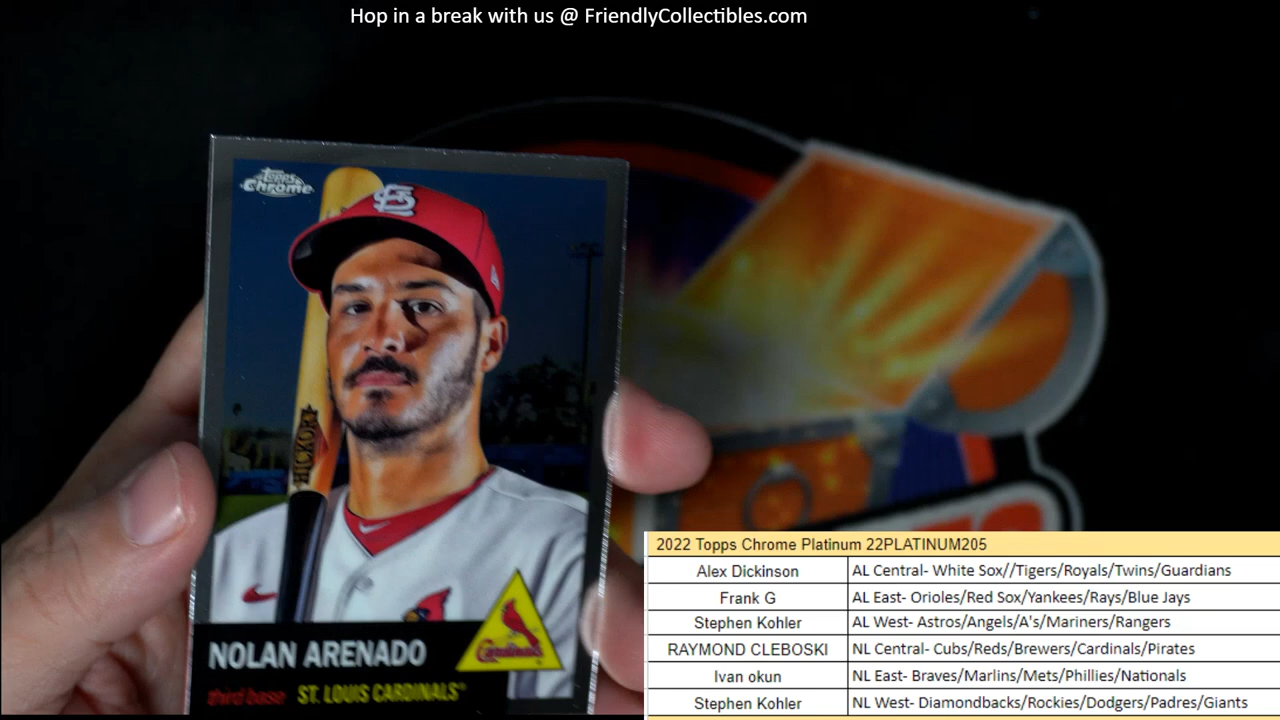 Hop in a break with us @ FriendlyCollectibles.com
Topps
Chrome
StL
HICKORY
NOLAN ARENADO
Cardinals
third base ST. LOUIS CARDINALS™
2022 Topps Chrome Platinum 22PLATINUM205
Alex Dickinson AL Central- White Sox//Tigers/Royals/Twins/Guardians
Frank G AL East- Orioles/Red Sox/Yankees/Rays/Blue Jays
Stephen Kohler AL West- Astros/Angels/A's/Mariners/Rangers
RAYMOND CLEBOSKI NL Central- Cubs/Reds/Brewers/Cardinals/Pirates
Ivan okun NL East- Braves/Marlins/Mets/Phillies/Nationals
Stephen Kohler NL West- Diamondbacks/Rockies/Dodgers/Padres/Giants